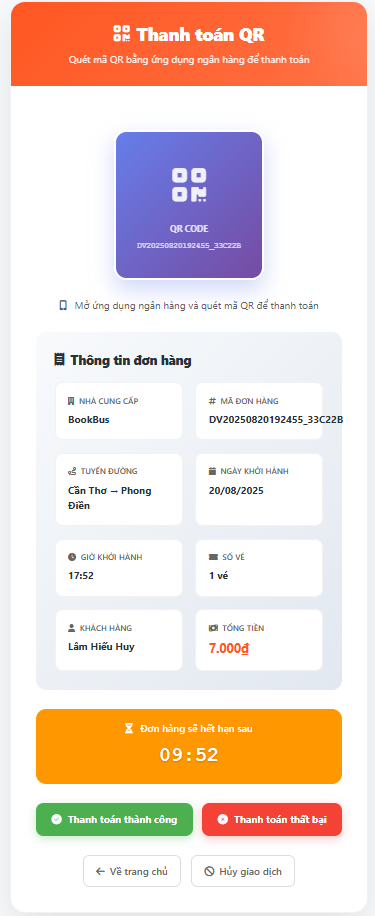 Thanh toán QR
Quét mã QR bằng ứng dụng ngân hàng để thanh toán
QR CODE
DV20250820192455_33C22B
Mở ứng dụng ngân hàng và quét mã QR để thanh toán
Thông tin đơn hàng
NHÀ CUNG CẤP
BookBus
MÃ ĐƠN HÀNG
DV20250820192455_33C22B
TUYẾN ĐƯỜNG
Cần Thơ → Phong
Điền
NGÀY KHỞI HÀNH
20/08/2025
GIỜ KHỞI HÀNH
17:52
SỐ VÉ
1 vé
KHÁCH HÀNG
Lâm Hiếu Huy
TỔNG TIỀN
7.000₫
Đơn hàng sẽ hết hạn sau
09:52
Thanh toán thành công
Thanh toán thất bại
Về trang chủ
Hủy giao dịch